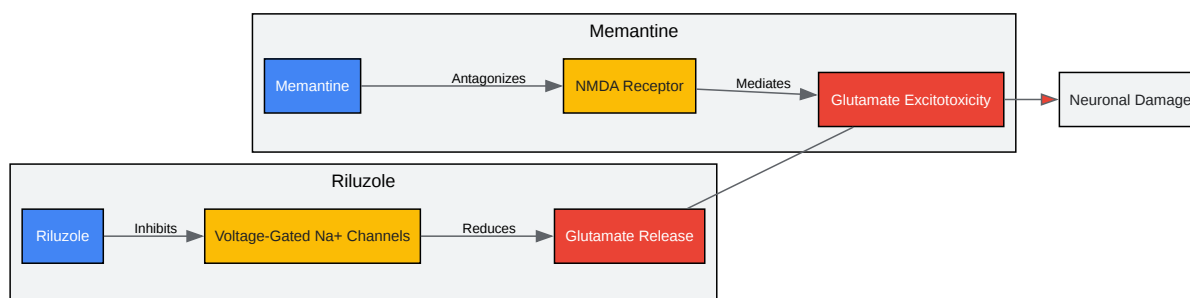 Memantine
Memantine
Antagonizes
NMDA Receptor
Mediates
Glutamate Excitotoxicity
Neuronal Damage
Riluzole
Riluzole
Inhibits
Voltage-Gated Na+ Channels
Reduces
Glutamate Release